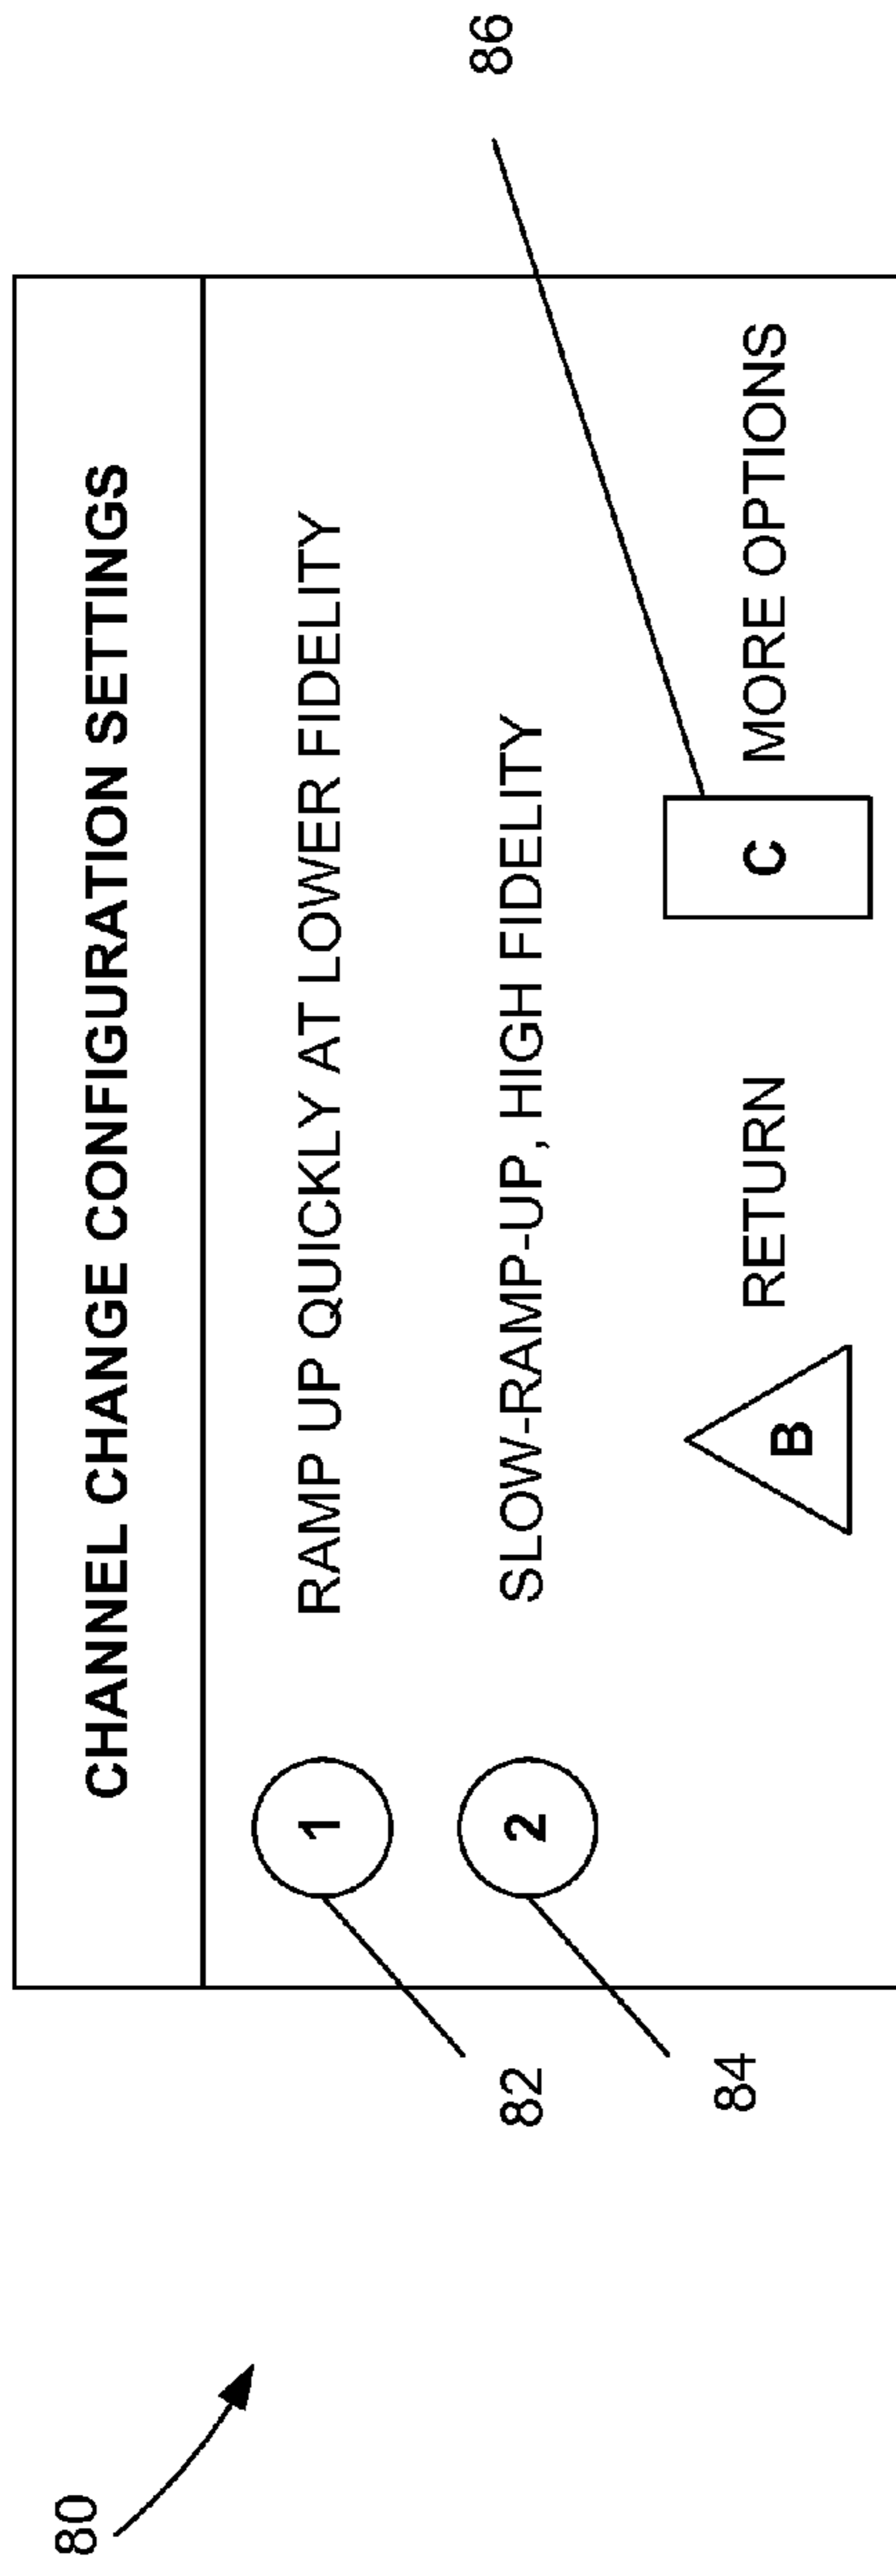 80
86
CHANNEL CHANGE CONFIGURATION SETTINGS
82
1 RAMP UP QUICKLY AT LOWER FIDELITY
84
2 SLOW-RAMP-UP, HIGH FIDELITY
B RETURN C MORE OPTIONS